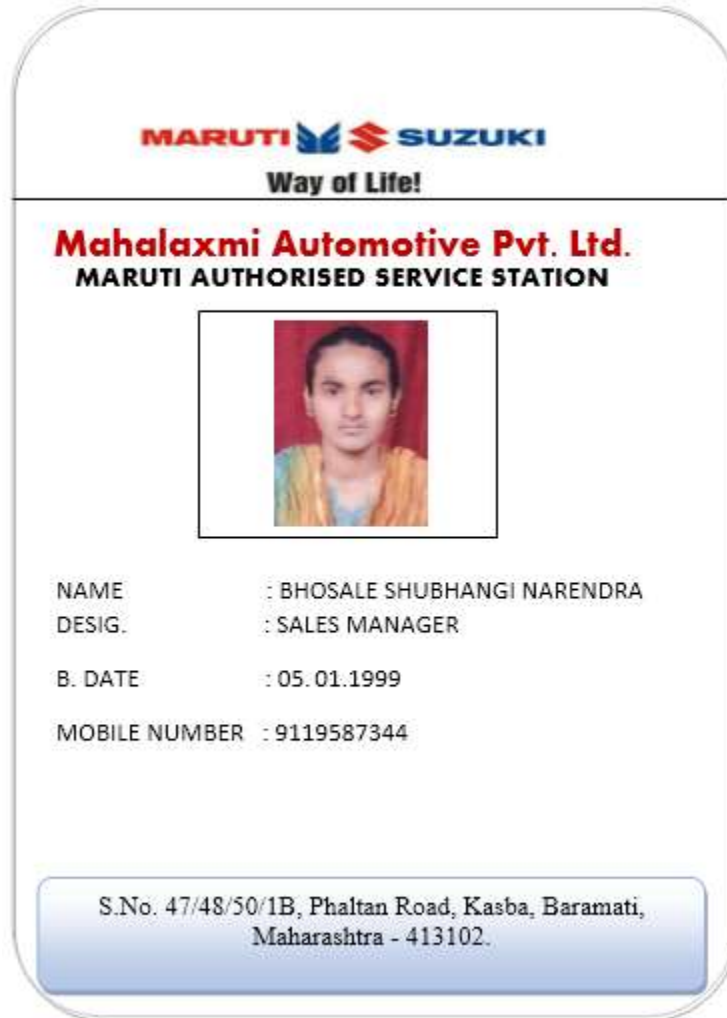 MARUTI SUZUKI
Way of Life!
Mahalaxmi Automotive Pvt. Ltd.
MARUTI AUTHORISED SERVICE STATION
NAME : BHOSALE SHUBHANGI NARENDRA
DESIG. : SALES MANAGER
B. DATE : 05. 01.1999
MOBILE NUMBER : 9119587344
S.No. 47/48/50/1B, Phaltan Road, Kasba, Baramati,
Maharashtra - 413102.